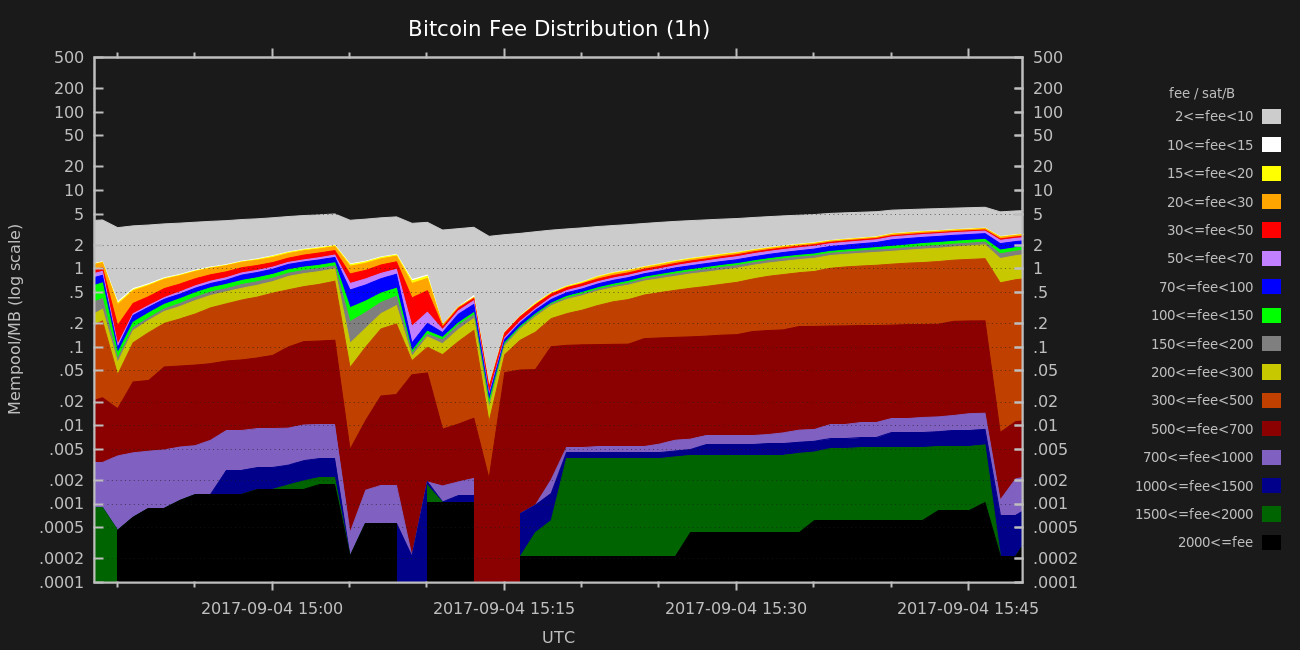 Bitcoin Fee Distribution (1h)
500 500
200 200
100 100
50 50
20 20
10 10
5 5
2 2
1 1
.5 .5
.2 .2
.1 .1
.05 .05
.02 .02
.01 .01
.005 .005
.002 .002
.001 .001
.0005 .0005
.0002 .0002
.0001 .0001
Mempool/MB (log scale)
2017-09-04 15:00 2017-09-04 15:15 2017-09-04 15:30 2017-09-04 15:45
UTC
fee / sat/B
2<=fee<10
10<=fee<15
15<=fee<20
20<=fee<30
30<=fee<50
50<=fee<70
70<=fee<100
100<=fee<150
150<=fee<200
200<=fee<300
300<=fee<500
500<=fee<700
700<=fee<1000
1000<=fee<1500
1500<=fee<2000
2000<=fee